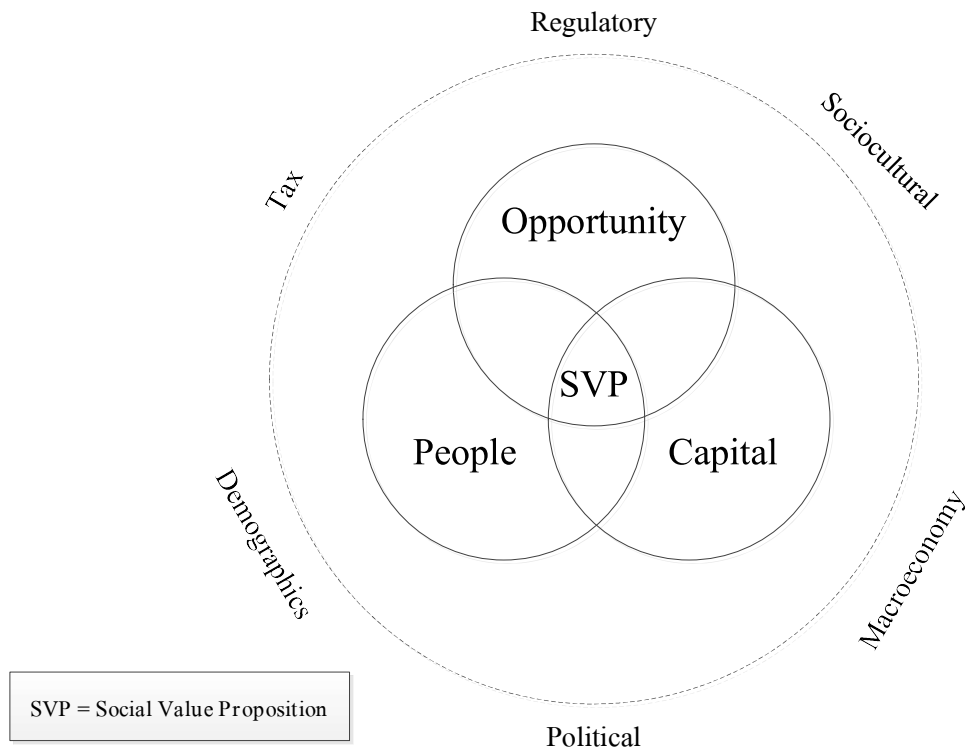 Regulatory
Sociocultural
Tax
Opportunity
SVP
People
Capital
Demographics
Macroeconomy
SVP = Social Value Proposition
Political